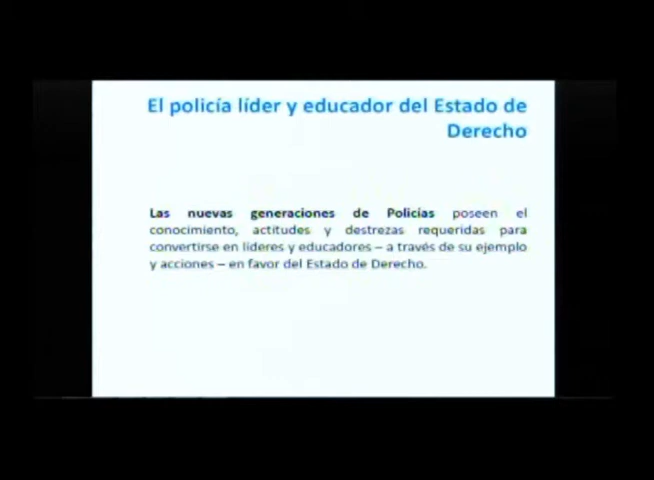 El policía líder y educador del Estado de
Derecho
Las nuevas generaciones de Policías poseen el
conocimiento, actitudes y destrezas requeridas para
convertirse en líderes y educadores – a través de su ejemplo
y acciones – en favor del Estado de Derecho.